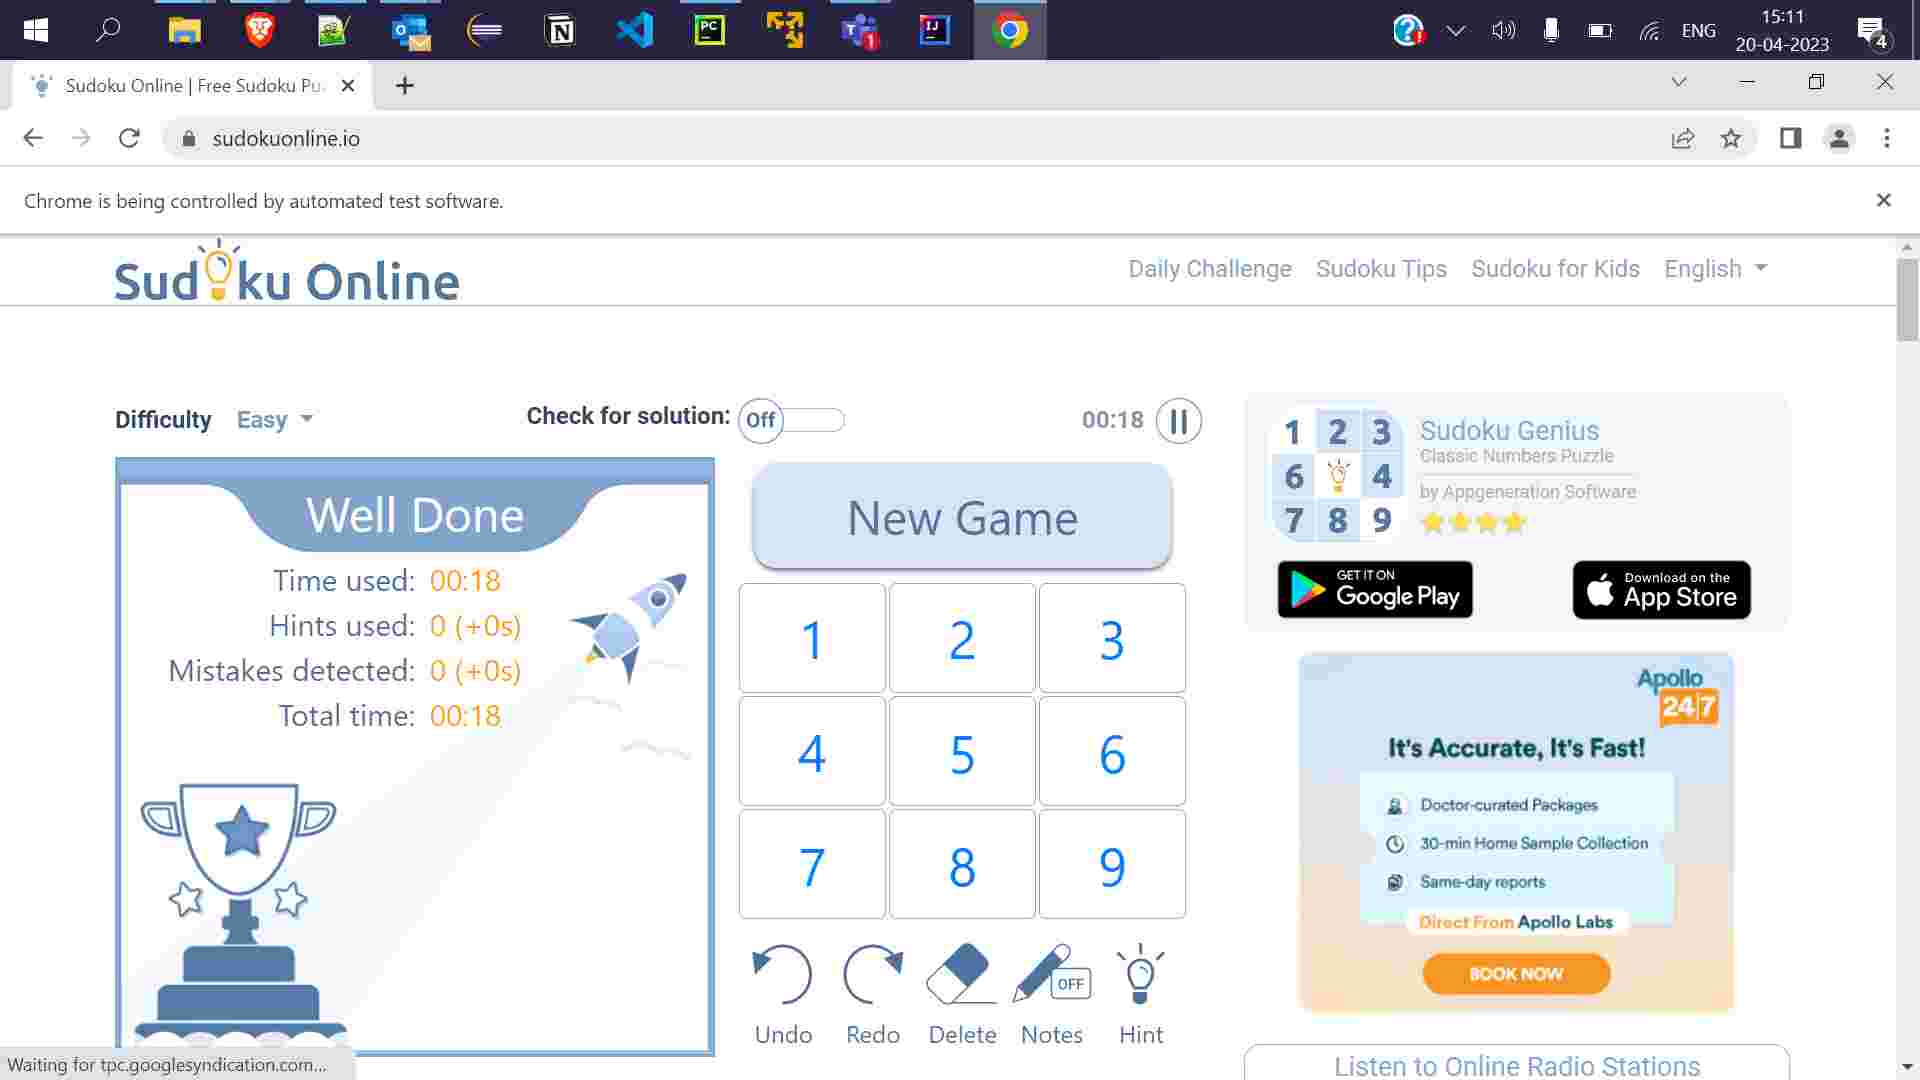 PC
T
1
IJ
ENG
15:11
20-04-2023
4
Sudoku Online | Free Sudoku Pu
sudokuonline.io
Chrome is being controlled by automated test software.
Sudoku Online
Daily Challenge Sudoku Tips Sudoku for Kids English
Difficulty Easy
Check for solution: Off
00:18
Well Done
Time used: 00:18
Hints used: 0 (+0s)
Mistakes detected: 0 (+0s)
Total time: 00:18
New Game
1 2 3
4 5 6
7 8 9
OFF
Undo Redo Delete Notes Hint
1 2 3
6 4
7 8 9
Sudoku Genius
Classic Numbers Puzzle
by Appgeneration Software
GET IT ON
Google Play
Download on the
App Store
Apollo
24|7
It's Accurate, It's Fast!
Doctor-curated Packages
30-min Home Sample Collection
Same-day reports
Direct From Apollo Labs
BOOK NOW
Listen to Online Radio Stations
Waiting for tpc.googlesyndication.com...